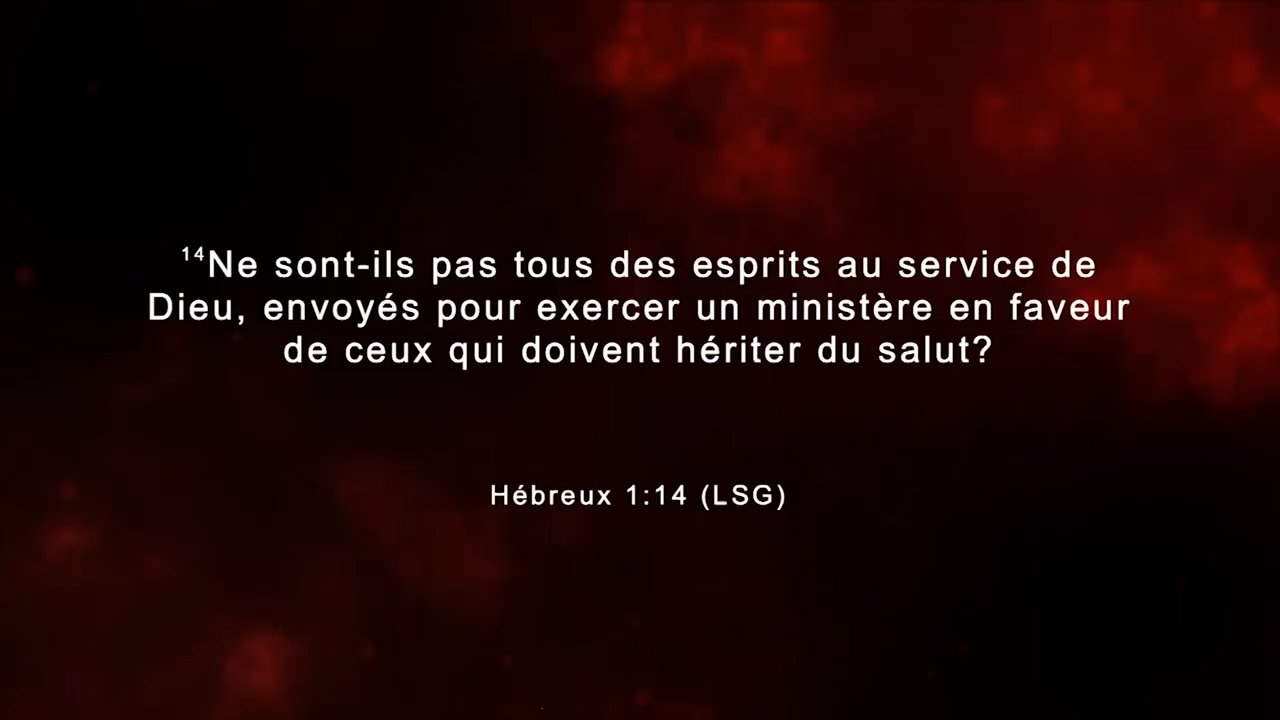 ¹⁴Ne sont-ils pas tous des esprits au service de
Dieu, envoyés pour exercer un ministère en faveur
de ceux qui doivent hériter du salut?
Hébreux 1:14 (LSG)